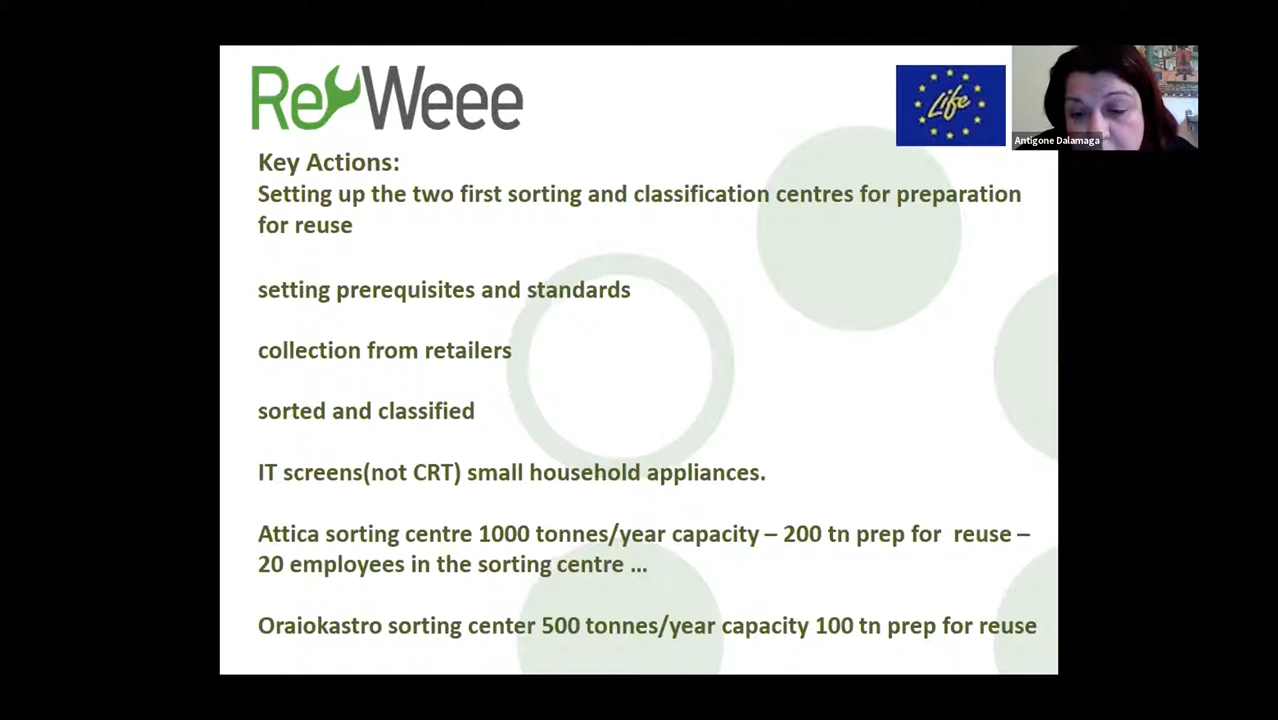 ReWeee
Life
Antigone Dalamaga
Key Actions:
Setting up the two first sorting and classification centres for preparation
for reuse
setting prerequisites and standards
collection from retailers
sorted and classified
IT screens(not CRT) small household appliances.
Attica sorting centre 1000 tonnes/year capacity – 200 tn prep for  reuse –
20 employees in the sorting centre ...
Oraiokastro sorting center 500 tonnes/year capacity 100 tn prep for reuse